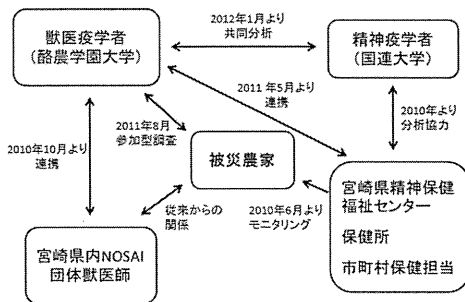 2012年1月より
共同分析
獣医疫学者
(酪農学園大学)
精神疫学者
(国連大学)
2011年5月より
連携
2010年より
分析協力
2011年8月
参加型調査
2010年10月より
連携
被災農家
宮崎県精神保健
福祉センター
保健所
市町村保健担当
従来からの
関係
2010年6月より
モニタリング
宮崎県内NOSAI
団体獣医師